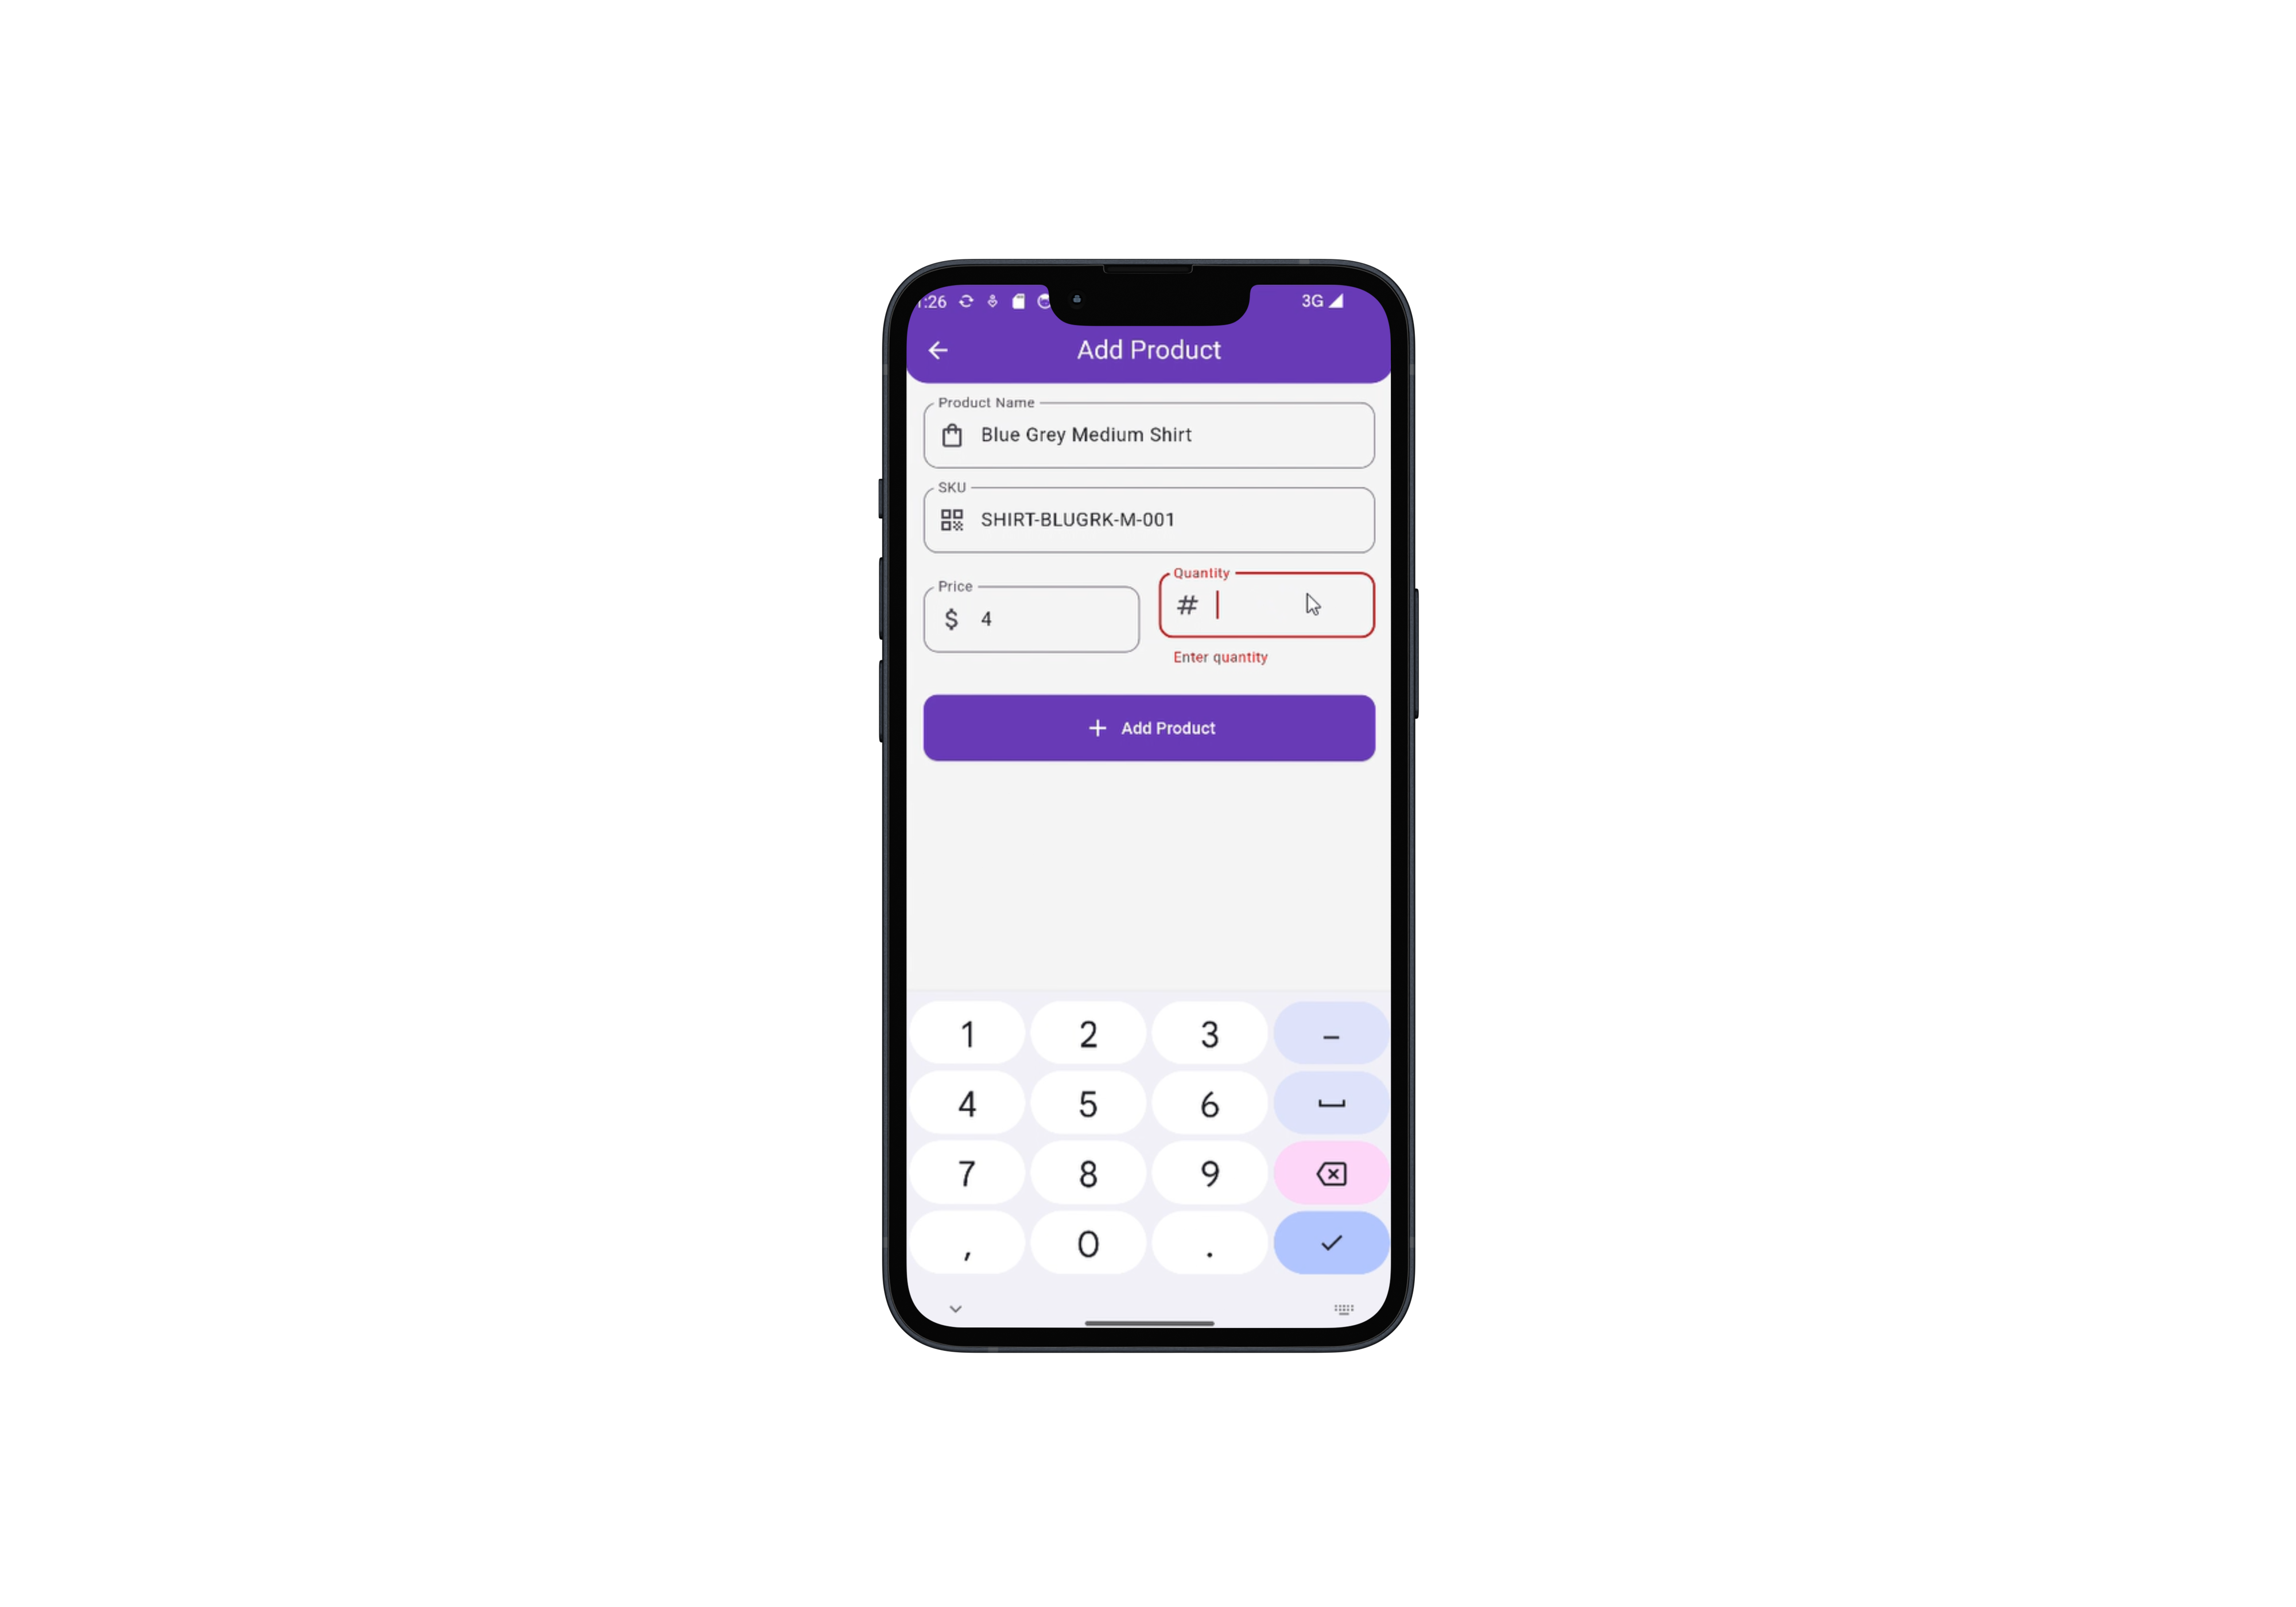 :26 3G
Add Product
Product Name
Blue Grey Medium Shirt
SKU
SHIRT-BLUGRK-M-001
Price
$ 4
Quantity
#
Enter quantity
+ Add Product
1 2 3 –
4 5 6
7 8 9
, 0 .